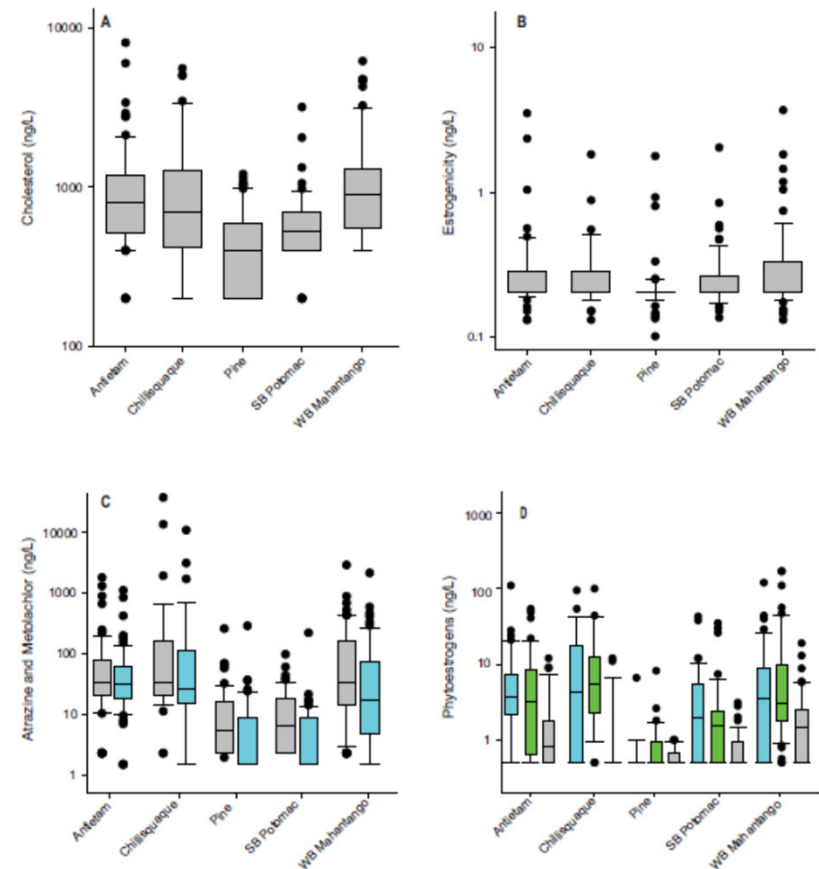 A
Cholesterol (ng/L)
10000
1000
100
Antietam
Chillisquaque
Pine
SB Potomac
WB Mahantango
B
Estrogenicity (ng/L)
10
1
0.1
Antietam
Chillisquaque
Pine
SB Potomac
WB Mahantango
C
Atrazine and Metolachlor (ng/L)
10000
1000
100
10
1
Antietam
Chillisquaque
Pine
SB Potomac
WB Mahantango
D
Phytoestrogens (ng/L)
1000
100
10
1
Antietam
Chillisquaque
Pine
SB Potomac
WB Mahantango